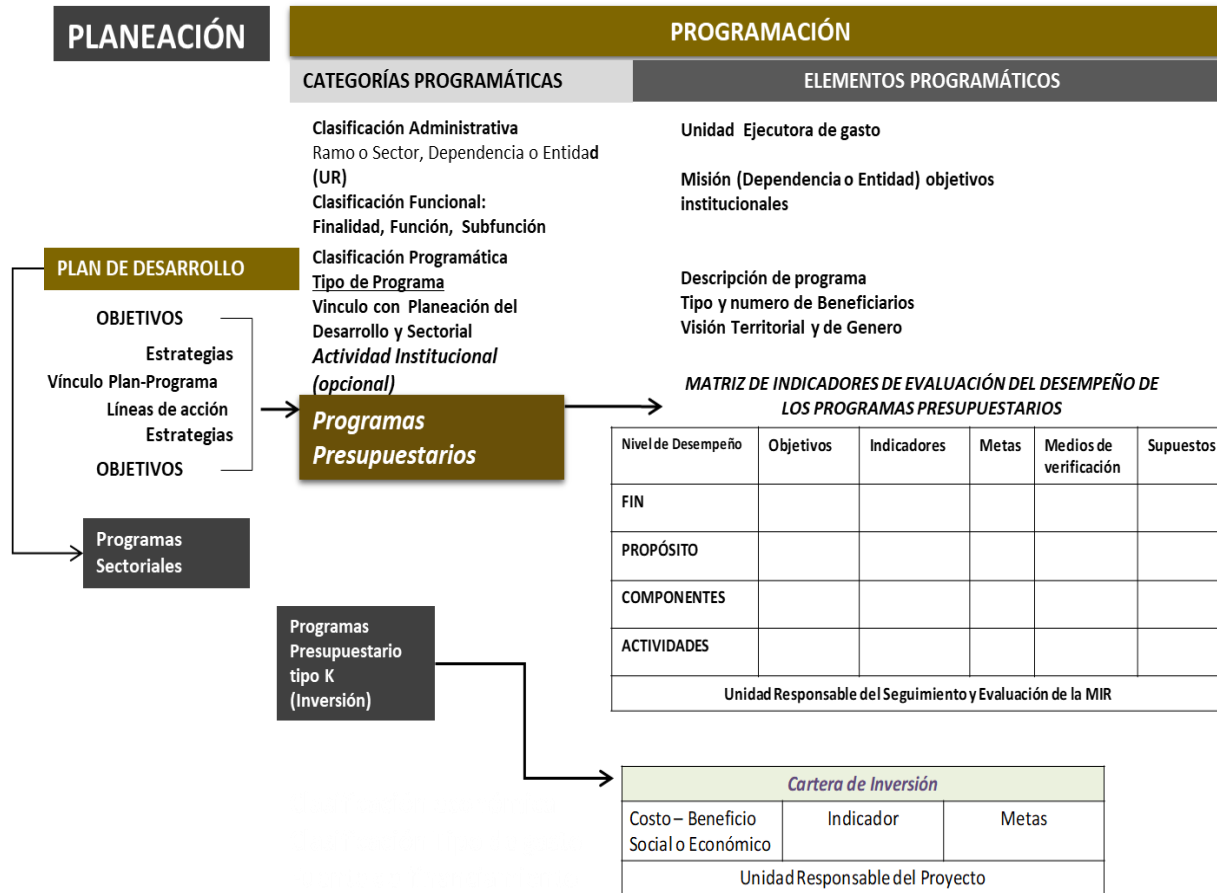 PLANEACIÓN
PROGRAMACIÓN
CATEGORÍAS PROGRAMÁTICAS
ELEMENTOS PROGRAMÁTICOS
Clasificación Administrativa
Ramo o Sector, Dependencia o Entidad
(UR)
Clasificación Funcional:
Finalidad, Función, Subfunción
Clasificación Programática
Tipo de Programa
Vinculo con Planeación del
Desarrollo y Sectorial
Actividad Institucional
(opcional)
Programas
Presupuestarios
Unidad Ejecutora de gasto
Misión (Dependencia o Entidad) objetivos
institucionales
Descripción de programa
Tipo y numero de Beneficiarios
Visión Territorial y de Genero
PLAN DE DESARROLLO
OBJETIVOS
Estrategias
Vínculo Plan-Programa
Líneas de acción
Estrategias
OBJETIVOS
Programas
Sectoriales
MATRIZ DE INDICADORES DE EVALUACIÓN DEL DESEMPEÑO DE
LOS PROGRAMAS PRESUPUESTARIOS
Nivel de Desempeño
Objetivos
Indicadores
Metas
Medios de
verificación
Supuestos
FIN
PROPÓSITO
COMPONENTES
ACTIVIDADES
Unidad Responsable del Seguimiento y Evaluación de la MIR
Programas
Presupuestario
tipo K
(Inversión)
Cartera de Inversión
Costo – Beneficio
Social o Económico
Indicador
Metas
Unidad Responsable del Proyecto